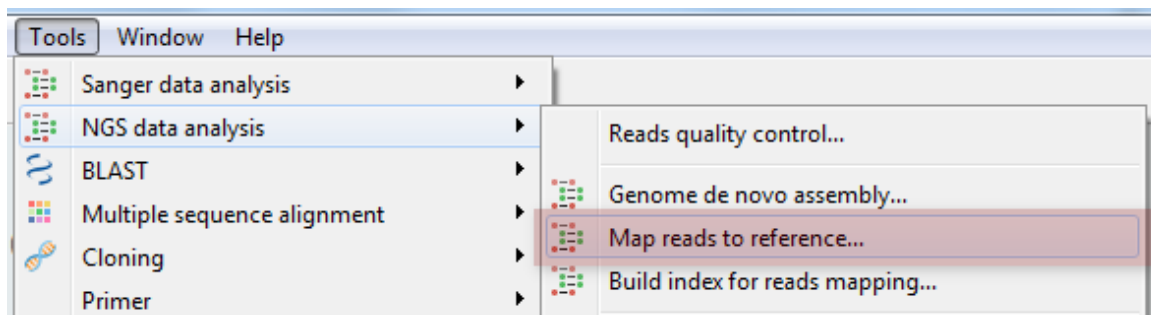 Tools Window Help
Sanger data analysis
NGS data analysis
BLAST
Multiple sequence alignment
Cloning
Primer
Reads quality control...
Genome de novo assembly...
Map reads to reference...
Build index for reads mapping...